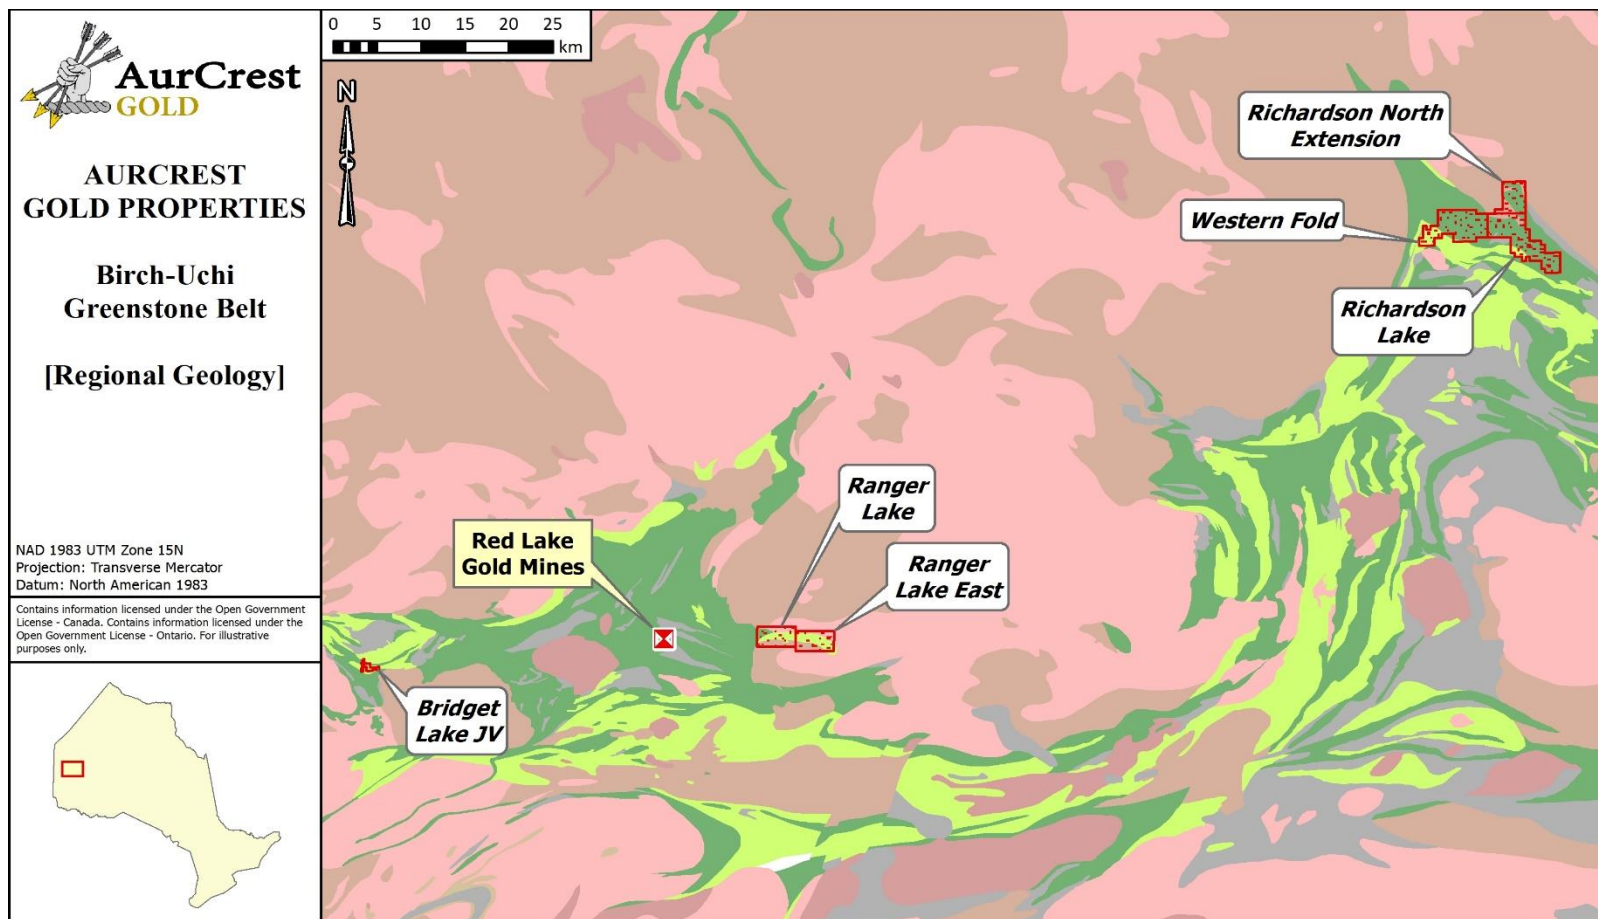 AurCrest
GOLD
AURCREST
GOLD PROPERTIES
Birch-Uchi
Greenstone Belt
[Regional Geology]
NAD 1983 UTM Zone 15N
Projection: Transverse Mercator
Datum: North American 1983
Contains information licensed under the Open Government
License - Canada. Contains information licensed under the
Open Government License - Ontario. For illustrative
purposes only.
0 5 10 15 20 25
km
N
Richardson North
Extension
Western Fold
Richardson
Lake
Ranger
Lake
Red Lake
Gold Mines
Ranger
Lake East
Bridget
Lake JV